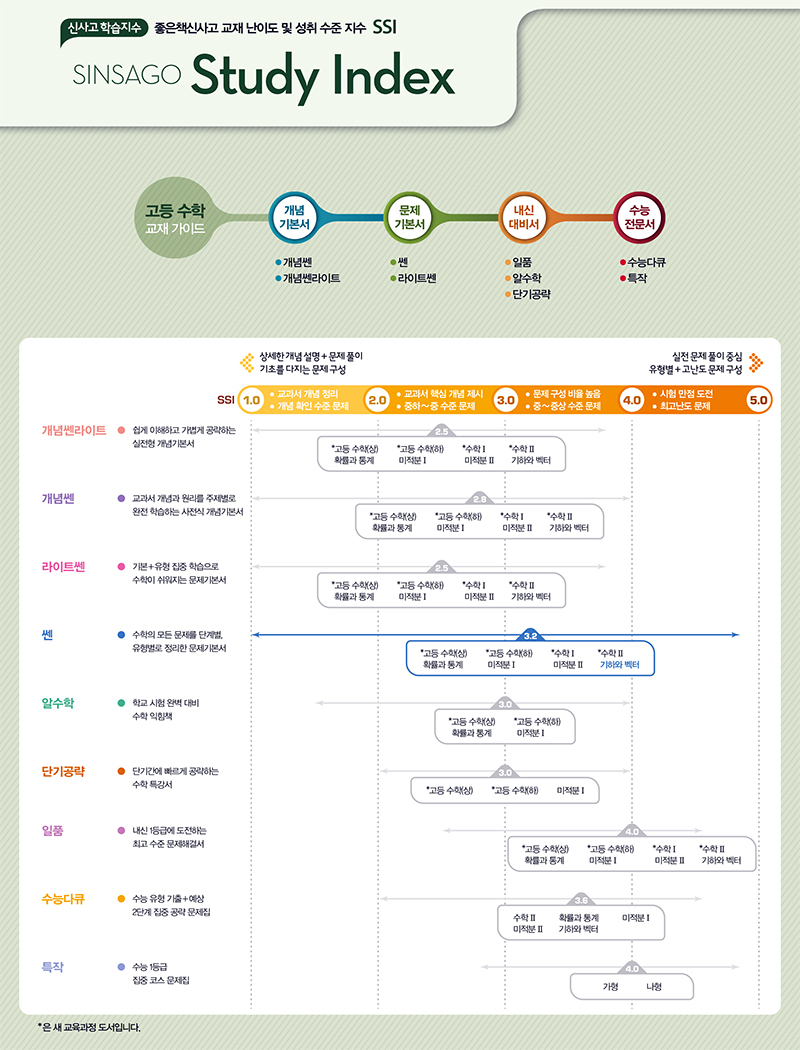 신사고 학습지수 좋은책신사고 교재 난이도 및 성취 수준 지수 SSI
SINSAGO Study Index
고등 수학
교재 가이드
개념
기본서
• 개념쎈
• 개념쎈라이트
문제
기본서
• 쎈
• 라이트쎈
내신
대비서
• 일품
• 알수학
• 단기공략
수능
전문서
• 수능다큐
• 특작
상세한 개념 설명 + 문제 풀이
기초를 다지는 문제 구성
실전 문제 풀이 중심
유형별 + 고난도 문제 구성
SSI
1.0
• 교과서 개념 정리
• 개념 확인 수준 문제
2.0
• 교과서 핵심 개념 제시
• 중하~중 수준 문제
3.0
• 문제 구성 비율 높음
• 중~중상 수준 문제
4.0
• 시험 만점 도전
• 최고난도 문제
5.0
개념쎈라이트
• 쉽게 이해하고 가볍게 공략하는
실전형 개념기본서
2.5
*고등 수학(상) *고등 수학(하) *수학 I *수학 II
확률과 통계 미적분 I 미적분 II 기하와 벡터
개념쎈
• 교과서 개념과 원리를 주제별로
완전 학습하는 사전식 개념기본서
2.8
*고등 수학(상) *고등 수학(하) *수학 I *수학 II
확률과 통계 미적분 I 미적분 II 기하와 벡터
라이트쎈
• 기본+유형 집중 학습으로
수학이 쉬워지는 문제기본서
2.5
*고등 수학(상) *고등 수학(하) *수학 I *수학 II
확률과 통계 미적분 I 미적분 II 기하와 벡터
쎈
• 수학의 모든 문제를 단계별,
유형별로 정리한 문제기본서
3.2
*고등 수학(상) *고등 수학(하) *수학 I *수학 II
확률과 통계 미적분 I 미적분 II 기하와 벡터
알수학
• 학교 시험 완벽 대비
수학 익힘책
3.0
*고등 수학(상) *고등 수학(하)
확률과 통계 미적분 I
단기공략
• 단기간에 빠르게 공략하는
수학 특강서
3.0
*고등 수학(상) *고등 수학(하) 미적분 I
일품
• 내신 1등급에 도전하는
최고 수준 문제해결서
4.0
*고등 수학(상) *고등 수학(하) *수학 I *수학 II
확률과 통계 미적분 I 미적분 II 기하와 벡터
수능다큐
• 수능 유형 기출+예상
2단계 집중 공략 문제집
3.6
수학 II 확률과 통계 미적분 I
미적분 II 기하와 벡터
특작
• 수능 1등급
집중 코스 문제집
4.0
가형 나형
*은 새 교육과정 도서입니다.